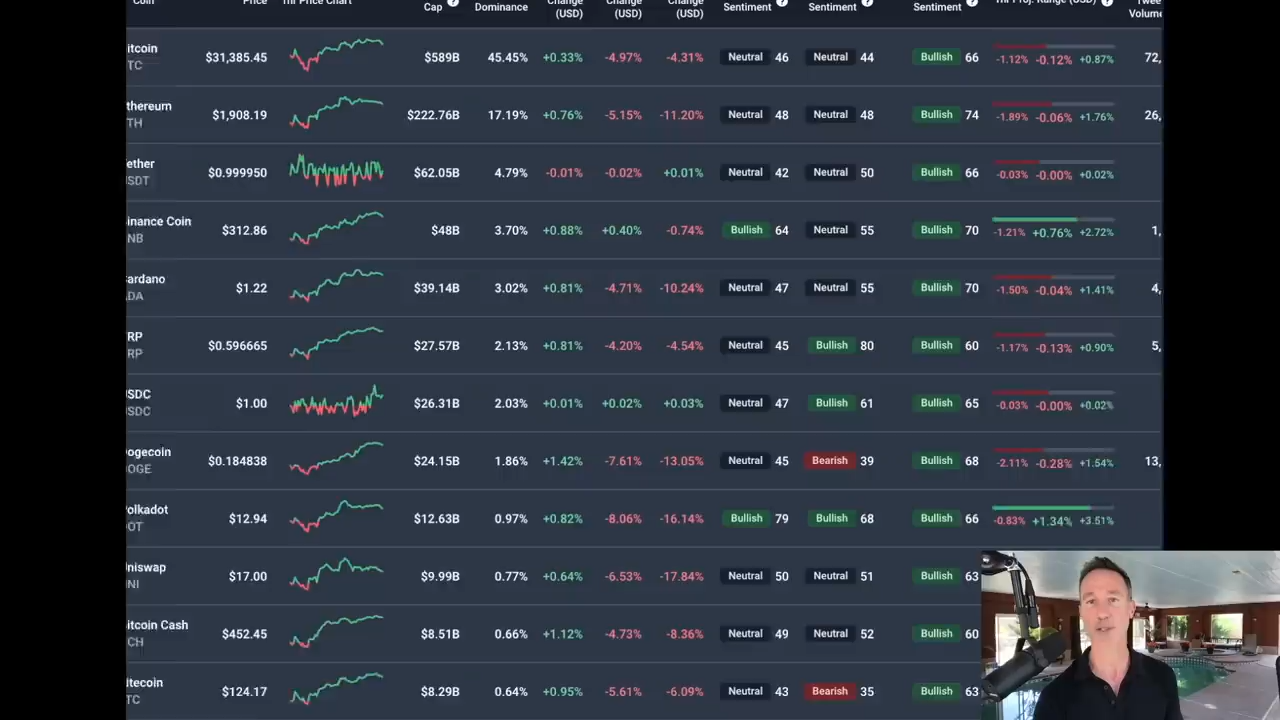 Coin Price 1hr Price Chart Cap Dominance Change (USD) Change (USD) Change (USD) Sentiment Sentiment Sentiment 1hr Proj. Range (USD) Volum
itcoin $31,385.45 $589B 45.45% +0.33% -4.97% -4.31% Neutral 46 Neutral 44 Bullish 66 -1.12% -0.12% +0.87% 72,
TC
thereum $1,908.19 $222.76B 17.19% +0.76% -5.15% -11.20% Neutral 48 Neutral 48 Bullish 74 -1.89% -0.06% +1.76% 26,
TH
ether $0.999950 $62.05B 4.79% -0.01% -0.02% +0.01% Neutral 42 Neutral 50 Bullish 66 -0.03% -0.00% +0.02%
SDT
inance Coin $312.86 $48B 3.70% +0.88% +0.40% -0.74% Bullish 64 Neutral 55 Bullish 70 -1.21% +0.76% +2.72% 1,
NB
ardano $1.22 $39.14B 3.02% +0.81% -4.71% -10.24% Neutral 47 Neutral 55 Bullish 70 -1.50% -0.04% +1.41% 4,
DA
RP $0.596665 $27.57B 2.13% +0.81% -4.20% -4.54% Neutral 45 Bullish 80 Bullish 60 -1.17% -0.13% +0.90% 5,
RP
SDC $1.00 $26.31B 2.03% +0.01% +0.02% +0.03% Neutral 47 Bullish 61 Bullish 65 -0.03% -0.00% +0.02%
SDC
ogecoin $0.184838 $24.15B 1.86% +1.42% -7.61% -13.05% Neutral 45 Bearish 39 Bullish 68 -2.11% -0.28% +1.54% 13,
OGE
olkadot $12.94 $12.63B 0.97% +0.82% -8.06% -16.14% Bullish 79 Bullish 68 Bullish 66 -0.83% +1.34% +3.51%
OT
niswap $17.00 $9.99B 0.77% +0.64% -6.53% -17.84% Neutral 50 Neutral 51 Bullish 63
NI
itcoin Cash $452.45 $8.51B 0.66% +1.12% -4.73% -8.36% Neutral 49 Neutral 52 Bullish 60
CH
itecoin $124.17 $8.29B 0.64% +0.95% -5.61% -6.09% Neutral 43 Bearish 35 Bullish 63
TC